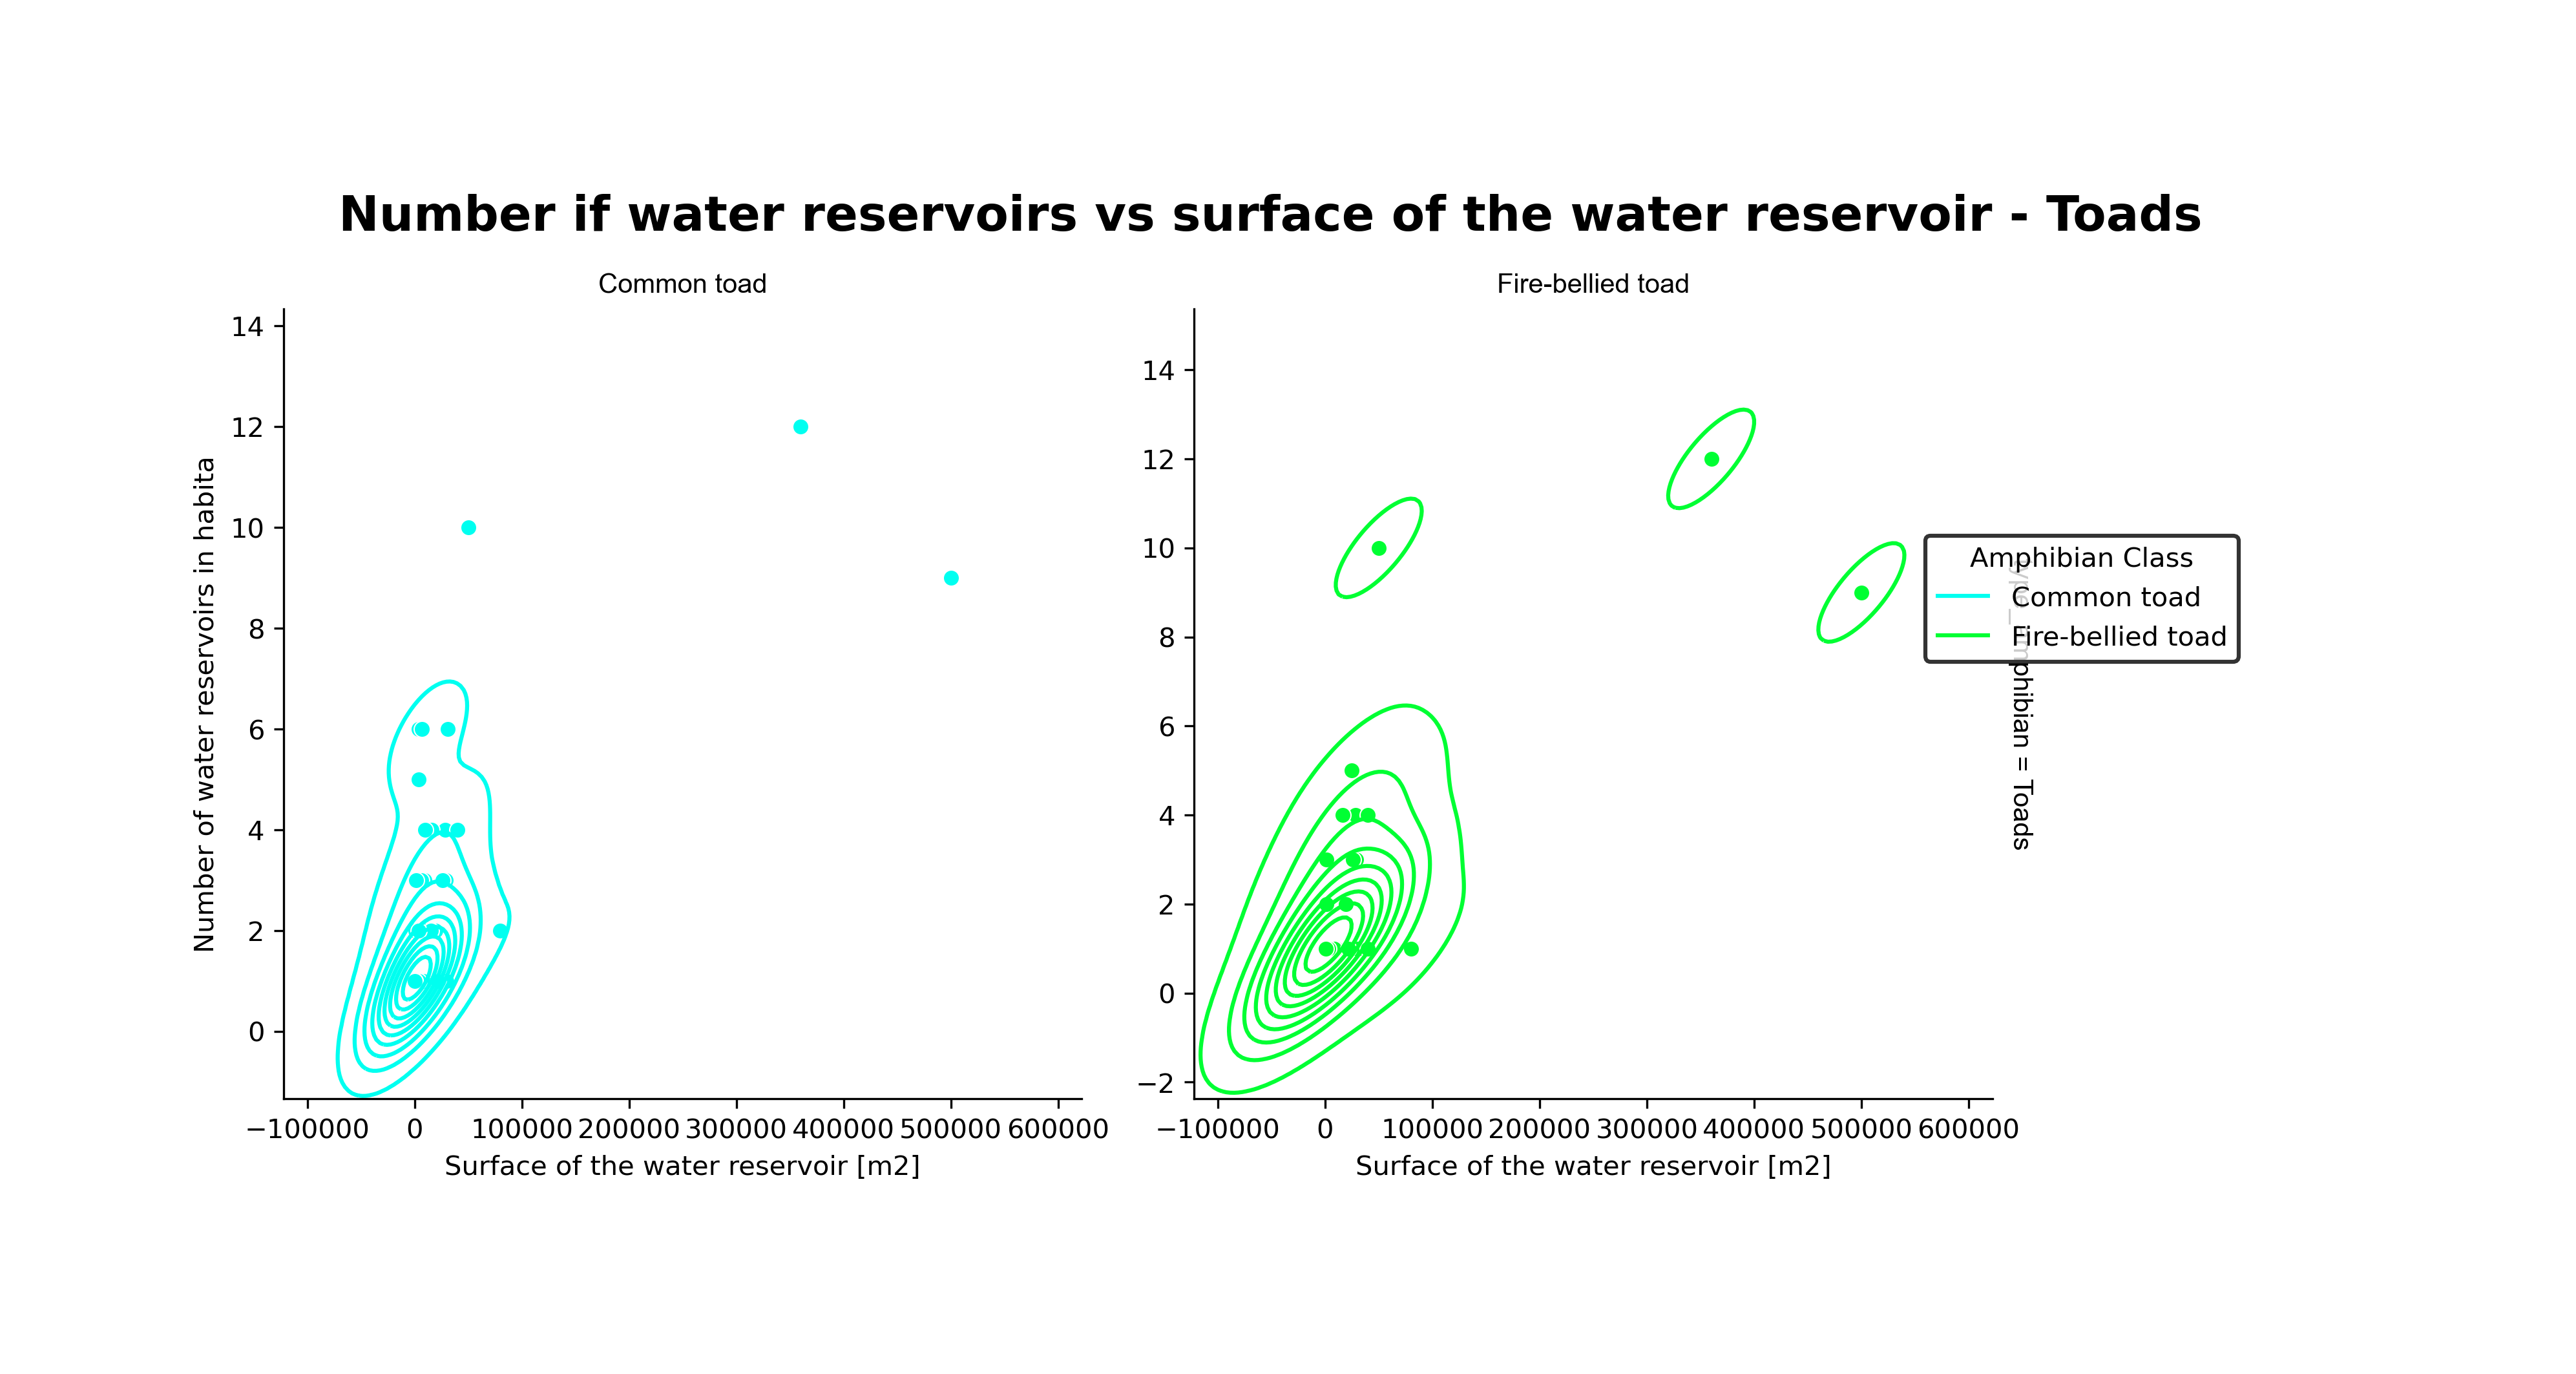 Number if water reservoirs vs surface of the water reservoir - Toads
Common toad
14
12
10
8
6
4
2
0
Number of water reservoirs in habita
−100000 0 100000 200000 300000 400000 500000 600000
Surface of the water reservoir [m2]
Fire-bellied toad
14
12
10
8
6
4
2
0
−2
−100000 0 100000 200000 300000 400000 500000 600000
Surface of the water reservoir [m2]
Amphibian Class
Common toad
Fire-bellied toad
type_amphibian = Toads